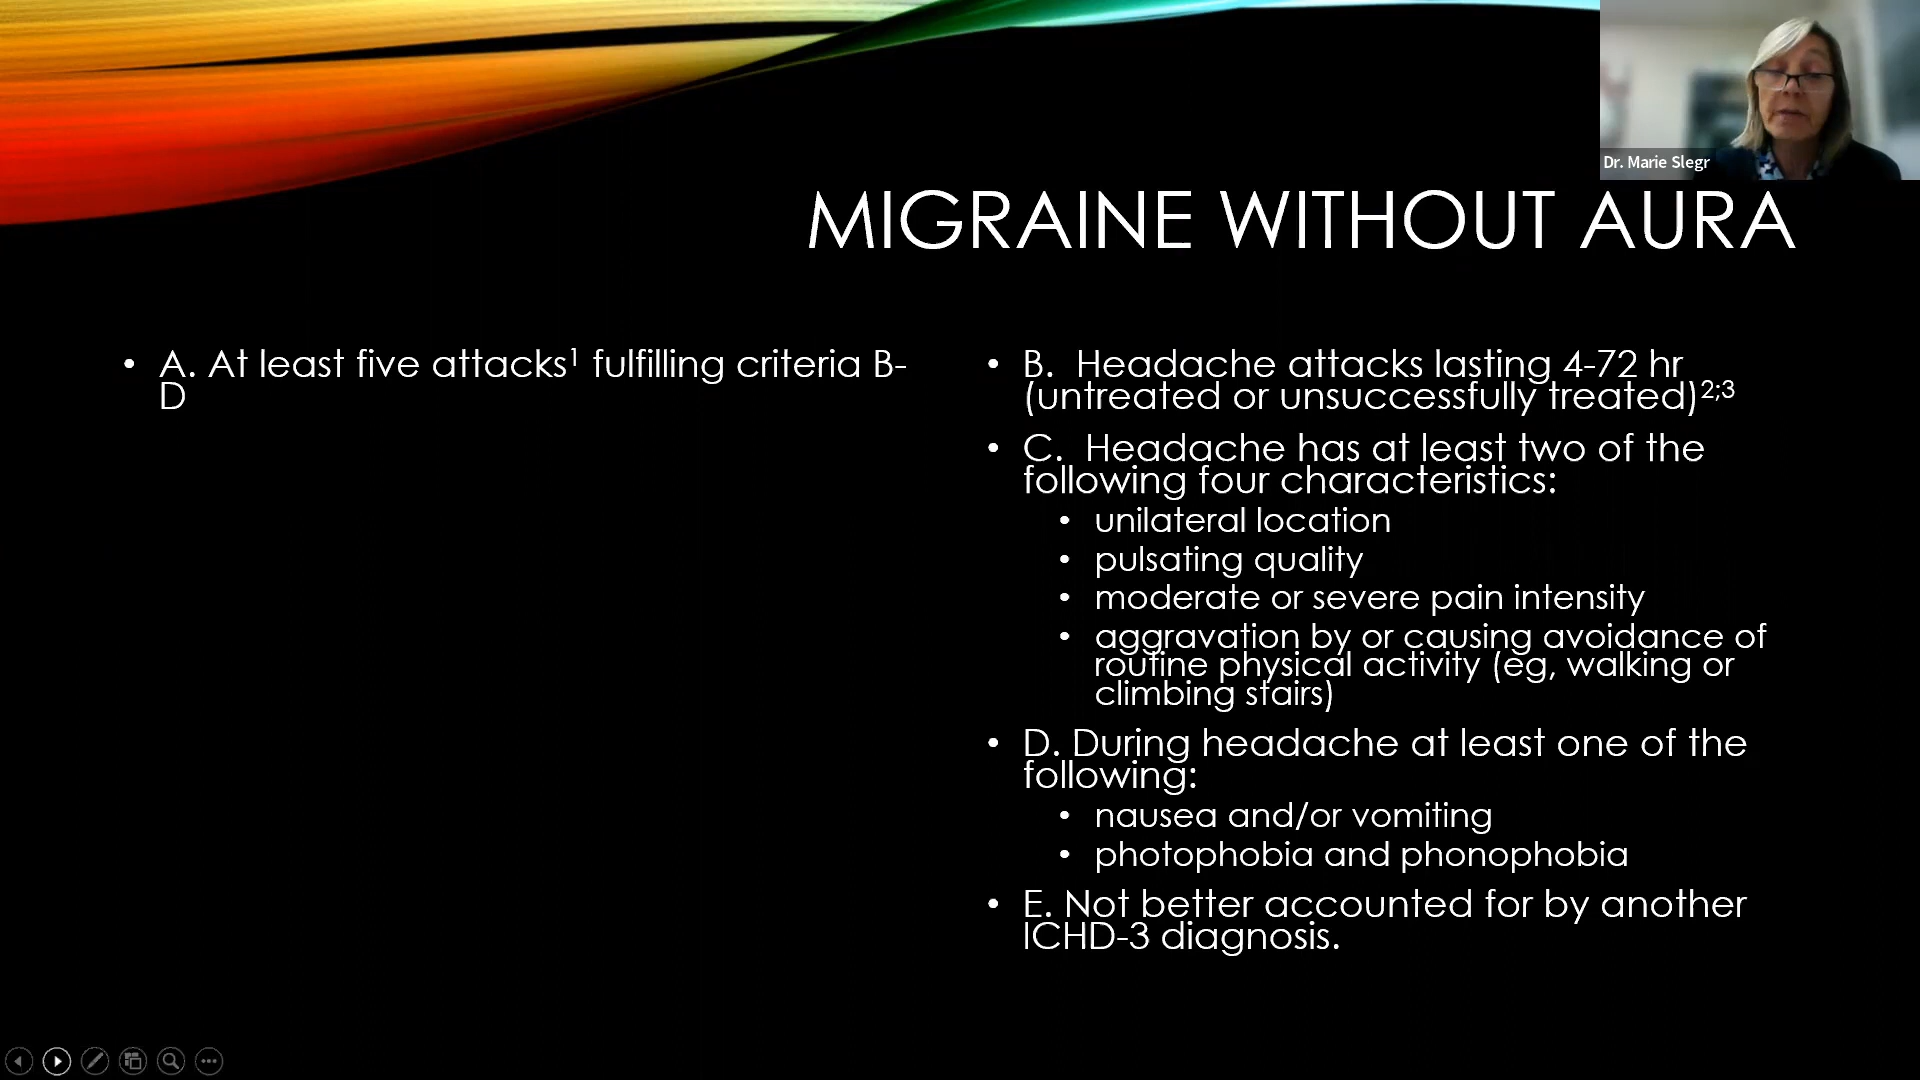 Dr. Marie Slegr
MIGRAINE WITHOUT AURA
• A. At least five attacks¹ fulfilling criteria B-
D
• B.  Headache attacks lasting 4-72 hr
(untreated or unsuccessfully treated)²;³
• C.  Headache has at least two of the
following four characteristics:
• unilateral location
• pulsating quality
• moderate or severe pain intensity
• aggravation by or causing avoidance of
routine physical activity (eg, walking or
climbing stairs)
• D. During headache at least one of the
following:
• nausea and/or vomiting
• photophobia and phonophobia
• E. Not better accounted for by another
ICHD-3 diagnosis.